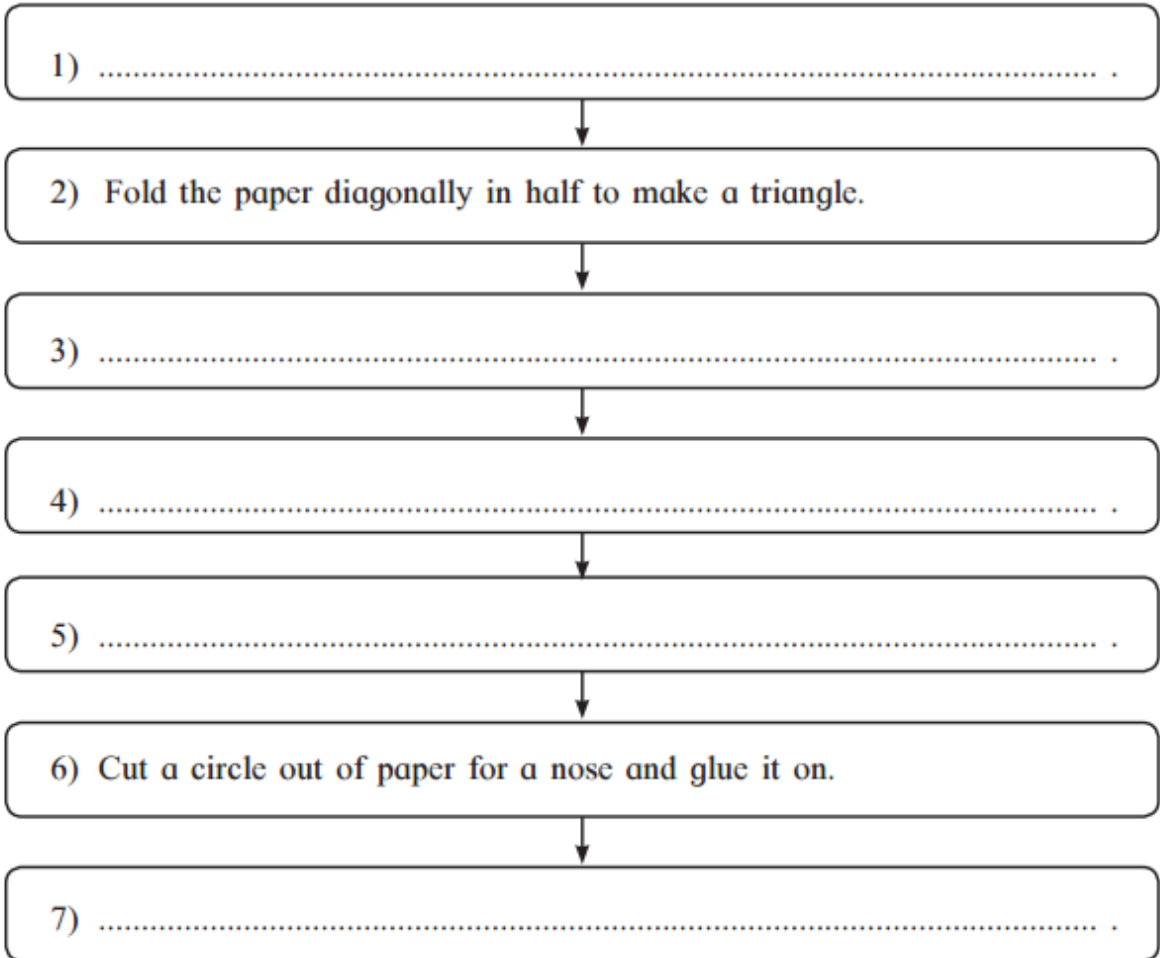 1) ........................................................................................................................ .
2) Fold the paper diagonally in half to make a triangle.
3) ........................................................................................................................ .
4) ........................................................................................................................ .
5) ........................................................................................................................ .
6) Cut a circle out of paper for a nose and glue it on.
7) ........................................................................................................................ .